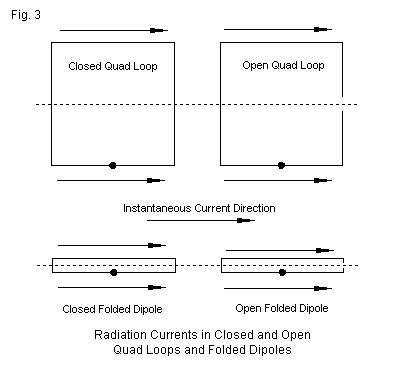 Fig. 3
Closed Quad Loop
Open Quad Loop
Instantaneous Current Direction
Closed Folded Dipole
Open Folded Dipole
Radiation Currents in Closed and Open
Quad Loops and Folded Dipoles